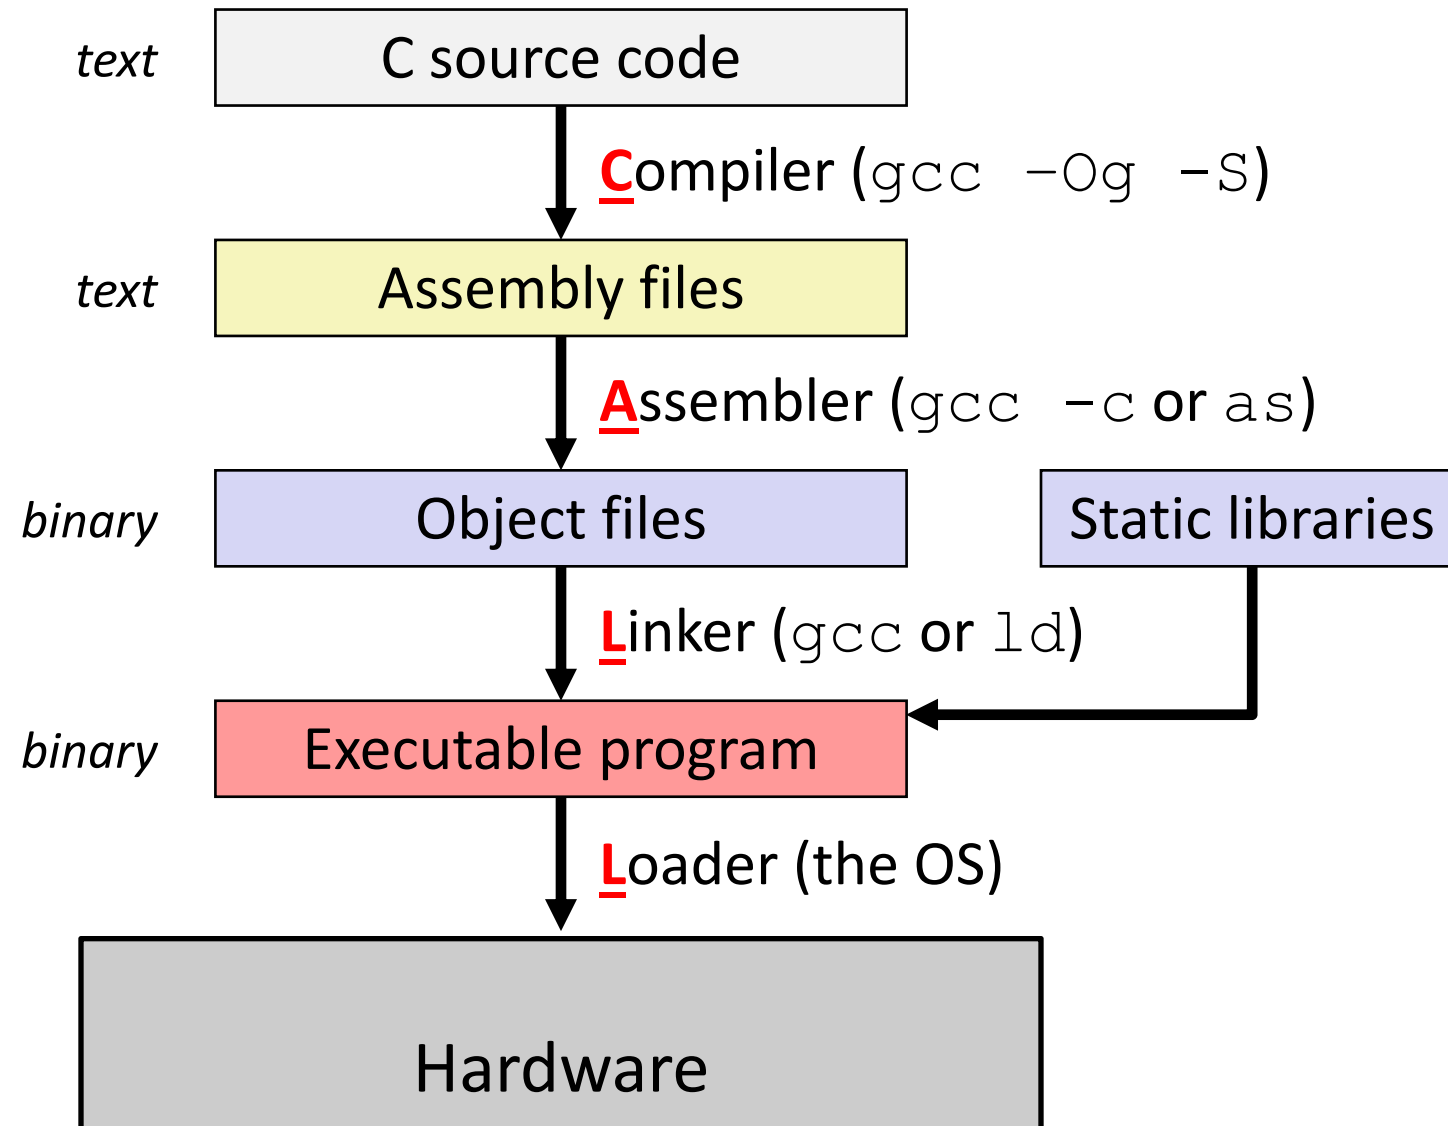 text
C source code
Compiler (gcc –Og -S)
text
Assembly files
Assembler (gcc -c or as)
binary
Object files
Static libraries
Linker (gcc or ld)
binary
Executable program
Loader (the OS)
Hardware